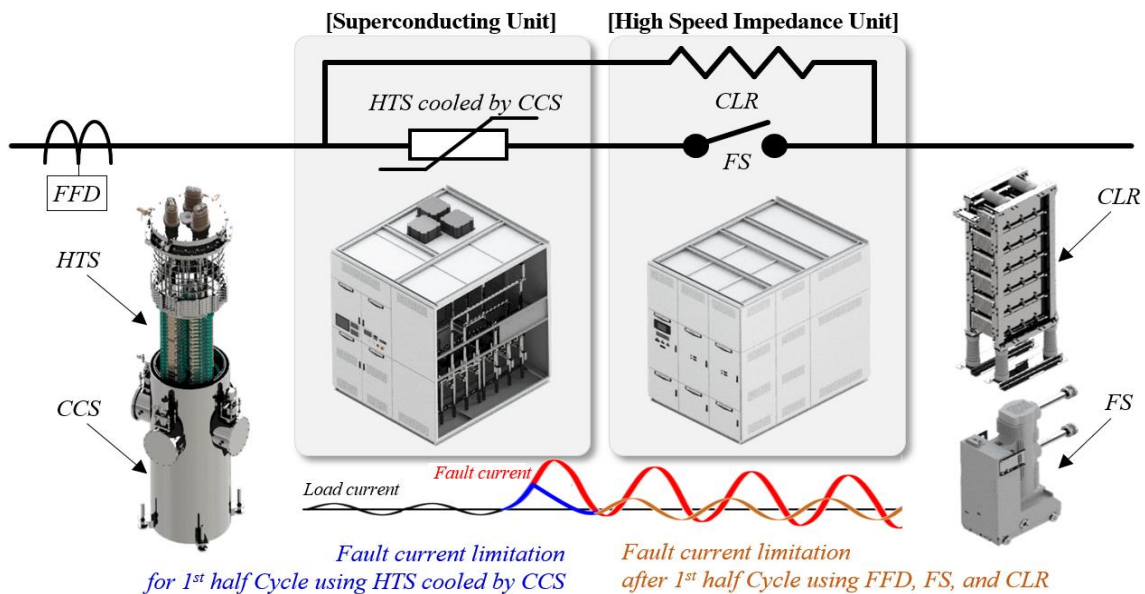 [Superconducting Unit]
[High Speed Impedance Unit]
HTS cooled by CCS
CLR
FS
FFD
HTS
CCS
CLR
FS
Load current
Fault current
Fault current limitation
for 1st half Cycle using HTS cooled by CCS
Fault current limitation
after 1st half Cycle using FFD, FS, and CLR